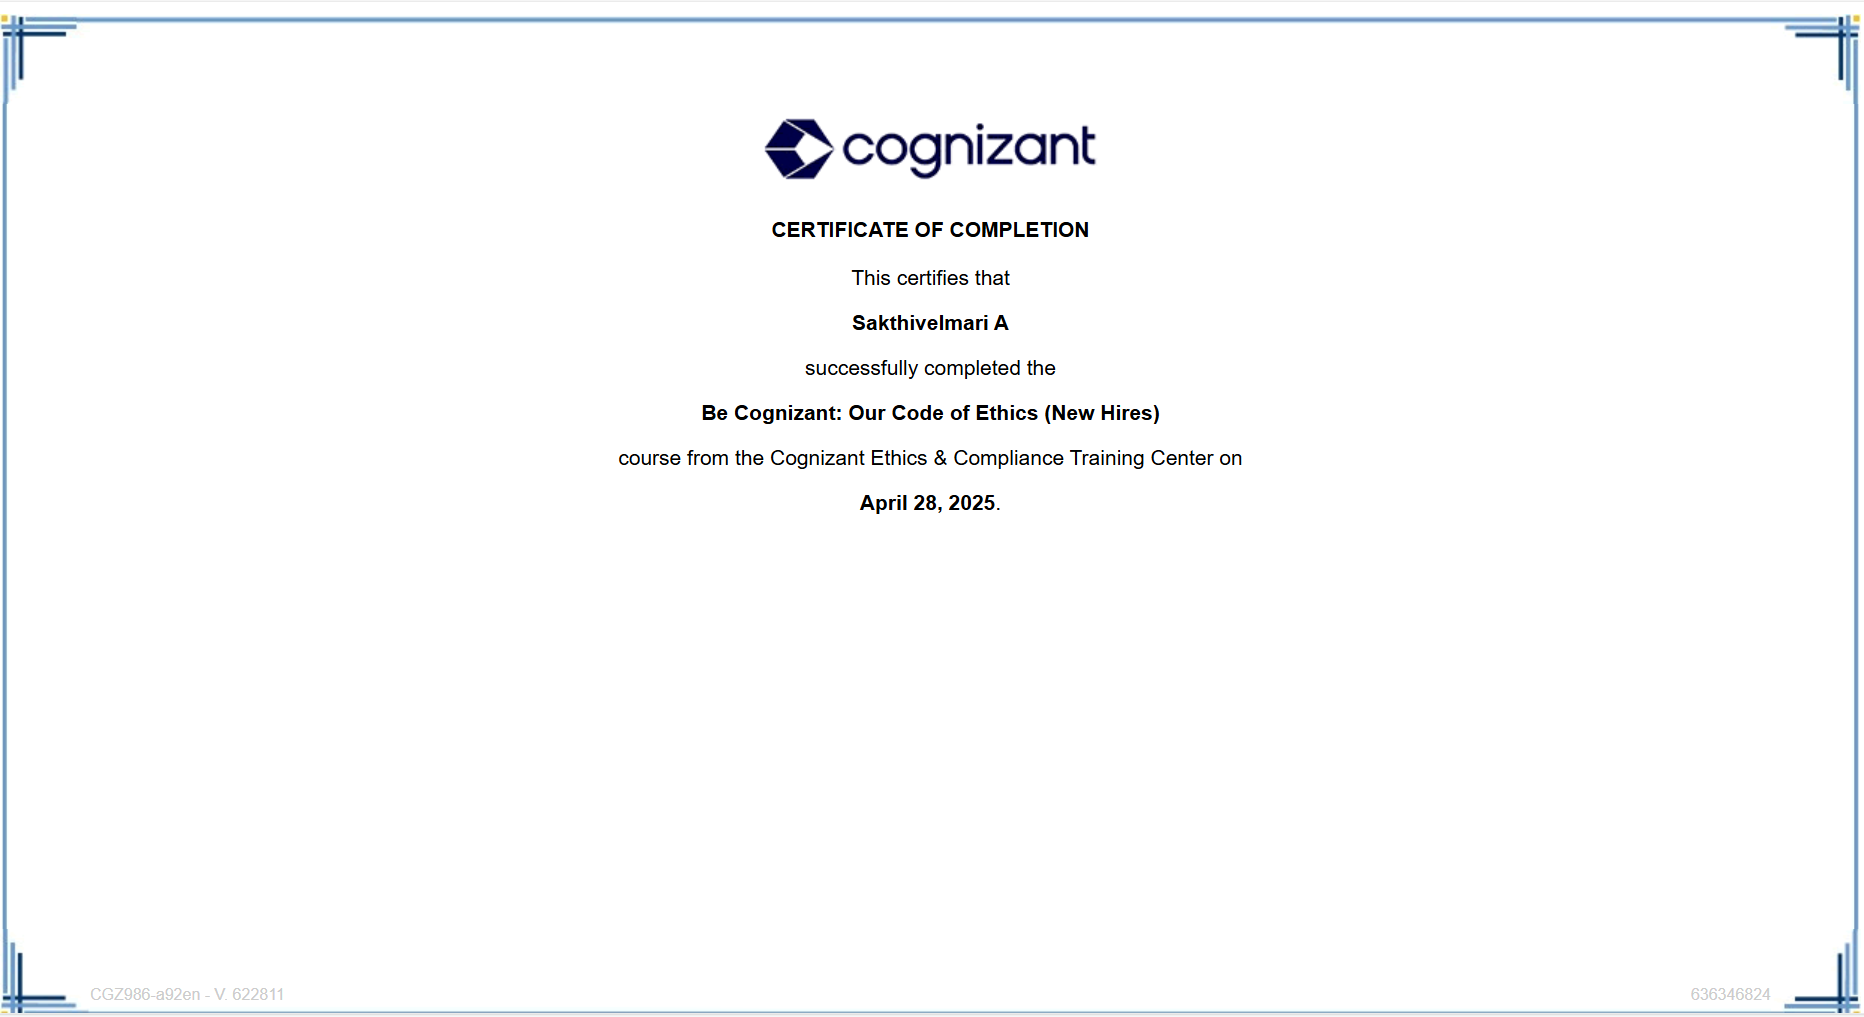 cognizant
CERTIFICATE OF COMPLETION
This certifies that
Sakthivelmari A
successfully completed the
Be Cognizant: Our Code of Ethics (New Hires)
course from the Cognizant Ethics & Compliance Training Center on
April 28, 2025.
CGZ986-a92en - V. 622811
636346824